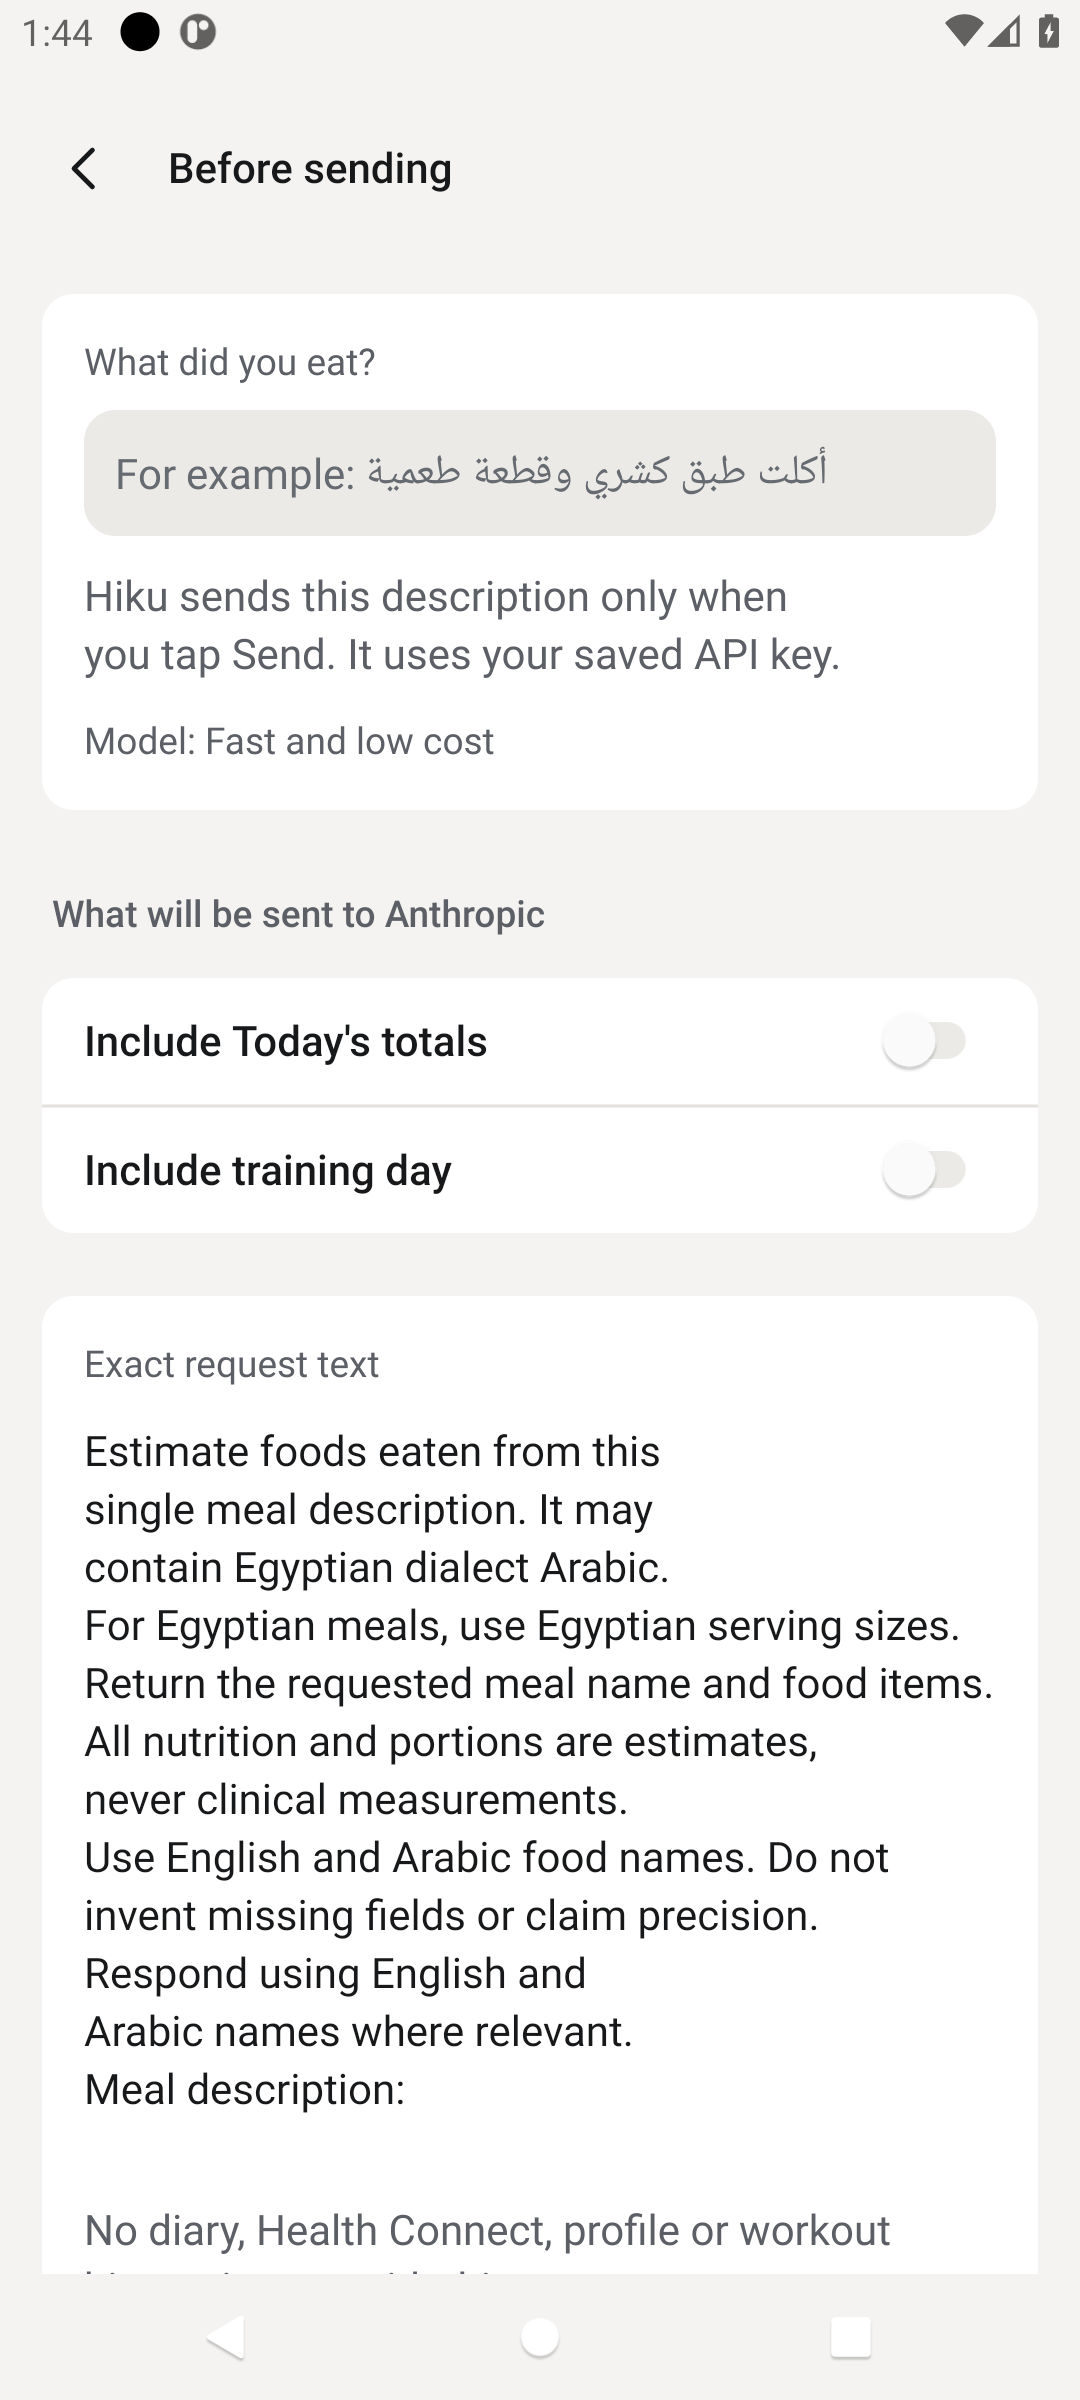 1:44
Before sending
What did you eat?
For example: أكلت طبق كشري وقطعة طعمية
Hiku sends this description only when
you tap Send. It uses your saved API key.
Model: Fast and low cost
What will be sent to Anthropic
Include Today's totals
Include training day
Exact request text
Estimate foods eaten from this
single meal description. It may
contain Egyptian dialect Arabic.
For Egyptian meals, use Egyptian serving sizes.
Return the requested meal name and food items.
All nutrition and portions are estimates,
never clinical measurements.
Use English and Arabic food names. Do not
invent missing fields or claim precision.
Respond using English and
Arabic names where relevant.
Meal description:
No diary, Health Connect, profile or workout